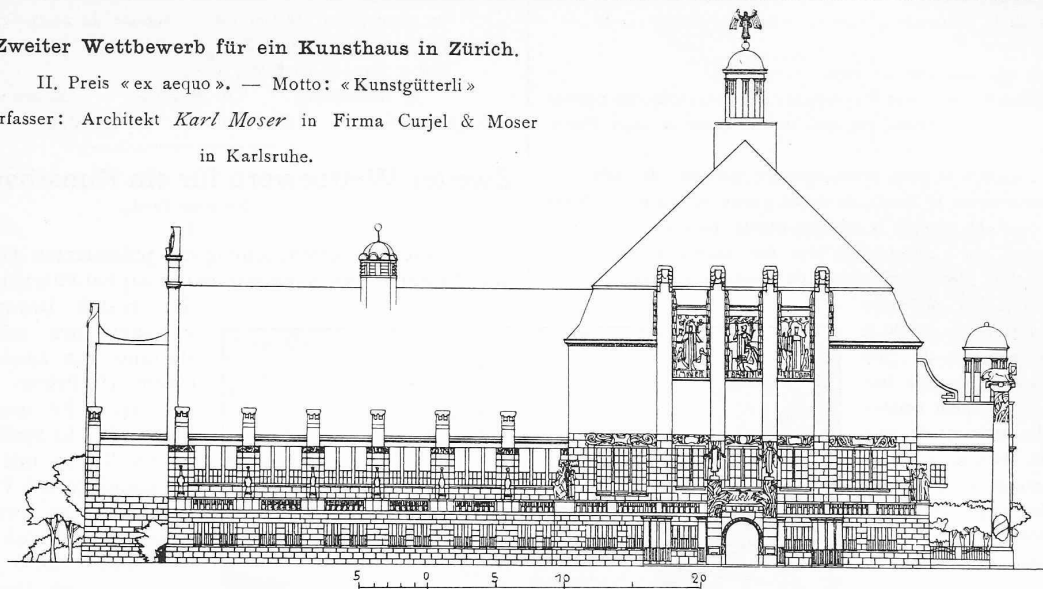 Zweiter Wettbewerb für ein Kunsthaus in Zürich.
II. Preis «ex aequo». — Motto: «Kunstgütterli»
rfasser: Architekt Karl Moser in Firma Curjel & Moser
in Karlsruhe.
5 0 5 10 20